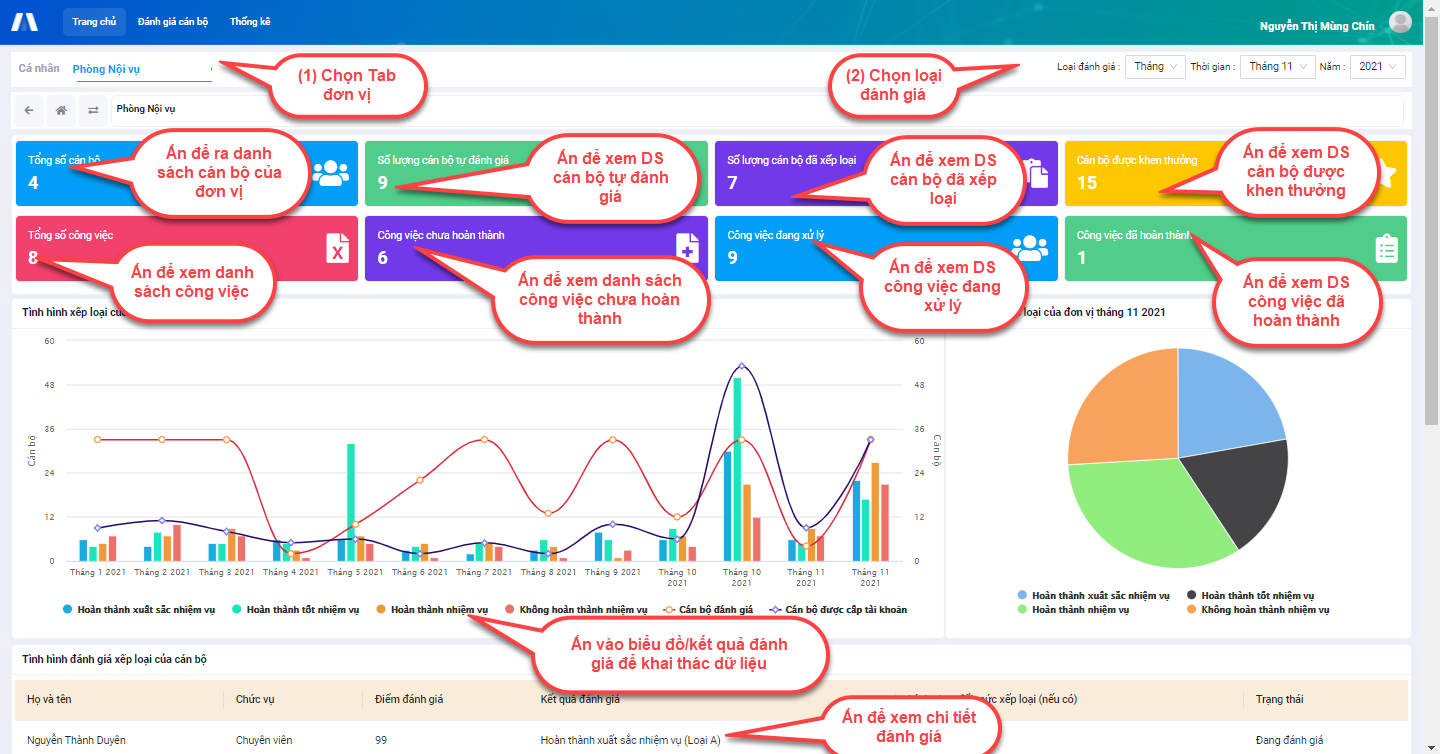 Trang chủ
Đánh giá cán bộ
Thống kê
Nguyễn Thị Mùng Chín
Cá nhân
Phòng Nội vụ
(1) Chọn Tab
đơn vị
(2) Chọn loại
đánh giá
Loại đánh giá :
Tháng
Thời gian :
Tháng 11
Năm :
2021
Phòng Nội vụ
Tổng số cán bộ
4
Ấn để ra danh
sách cán bộ của
đơn vị
Số lượng cán bộ tự đánh giá
9
Ấn để xem DS
cán bộ tự đánh
giá
Số lượng cán bộ đã xếp loại
7
Ấn để xem DS
cán bộ đã xếp
loại
Cán bộ được khen thưởng
15
Ấn để xem DS
cán bộ được
khen thưởng
Tổng số công việc
8
Ấn để xem danh
sách công việc
Công việc chưa hoàn thành
6
Ấn để xem danh sách
công việc chưa hoàn
thành
Công việc đang xử lý
9
Ấn để xem DS
công việc đang
xử lý
Công việc đã hoàn thành
1
Ấn để xem DS
công việc đã
hoàn thành
Tình hình xếp loại của
loại của đơn vị tháng 11 2021
60
48
36
24
12
0
Cán bộ
60
48
36
24
12
0
Cán bộ
Tháng 1 2021
Tháng 2 2021
Tháng 3 2021
Tháng 4 2021
Tháng 5 2021
Tháng 6 2021
Tháng 7 2021
Tháng 8 2021
Tháng 9 2021
Tháng 10
2021
Tháng 10
2021
Tháng 11
2021
Tháng 11
2021
Hoàn thành xuất sắc nhiệm vụ
Hoàn thành tốt nhiệm vụ
Hoàn thành nhiệm vụ
Không hoàn thành nhiệm vụ
Cán bộ đánh giá
Cán bộ được cấp tài khoản
Hoàn thành xuất sắc nhiệm vụ
Hoàn thành tốt nhiệm vụ
Hoàn thành nhiệm vụ
Không hoàn thành nhiệm vụ
Ấn vào biểu đồ/kết quả đánh
giá để khai thác dữ liệu
Tình hình đánh giá xếp loại của cán bộ
Họ và tên
Chức vụ
Điểm đánh giá
Kết quả đánh giá
mức xếp loại (nếu có)
Trạng thái
Ấn để xem chi tiết
đánh giá
Nguyễn Thành Duyên
Chuyên viên
99
Hoàn thành xuất sắc nhiệm vụ (Loại A)
Đang đánh giá